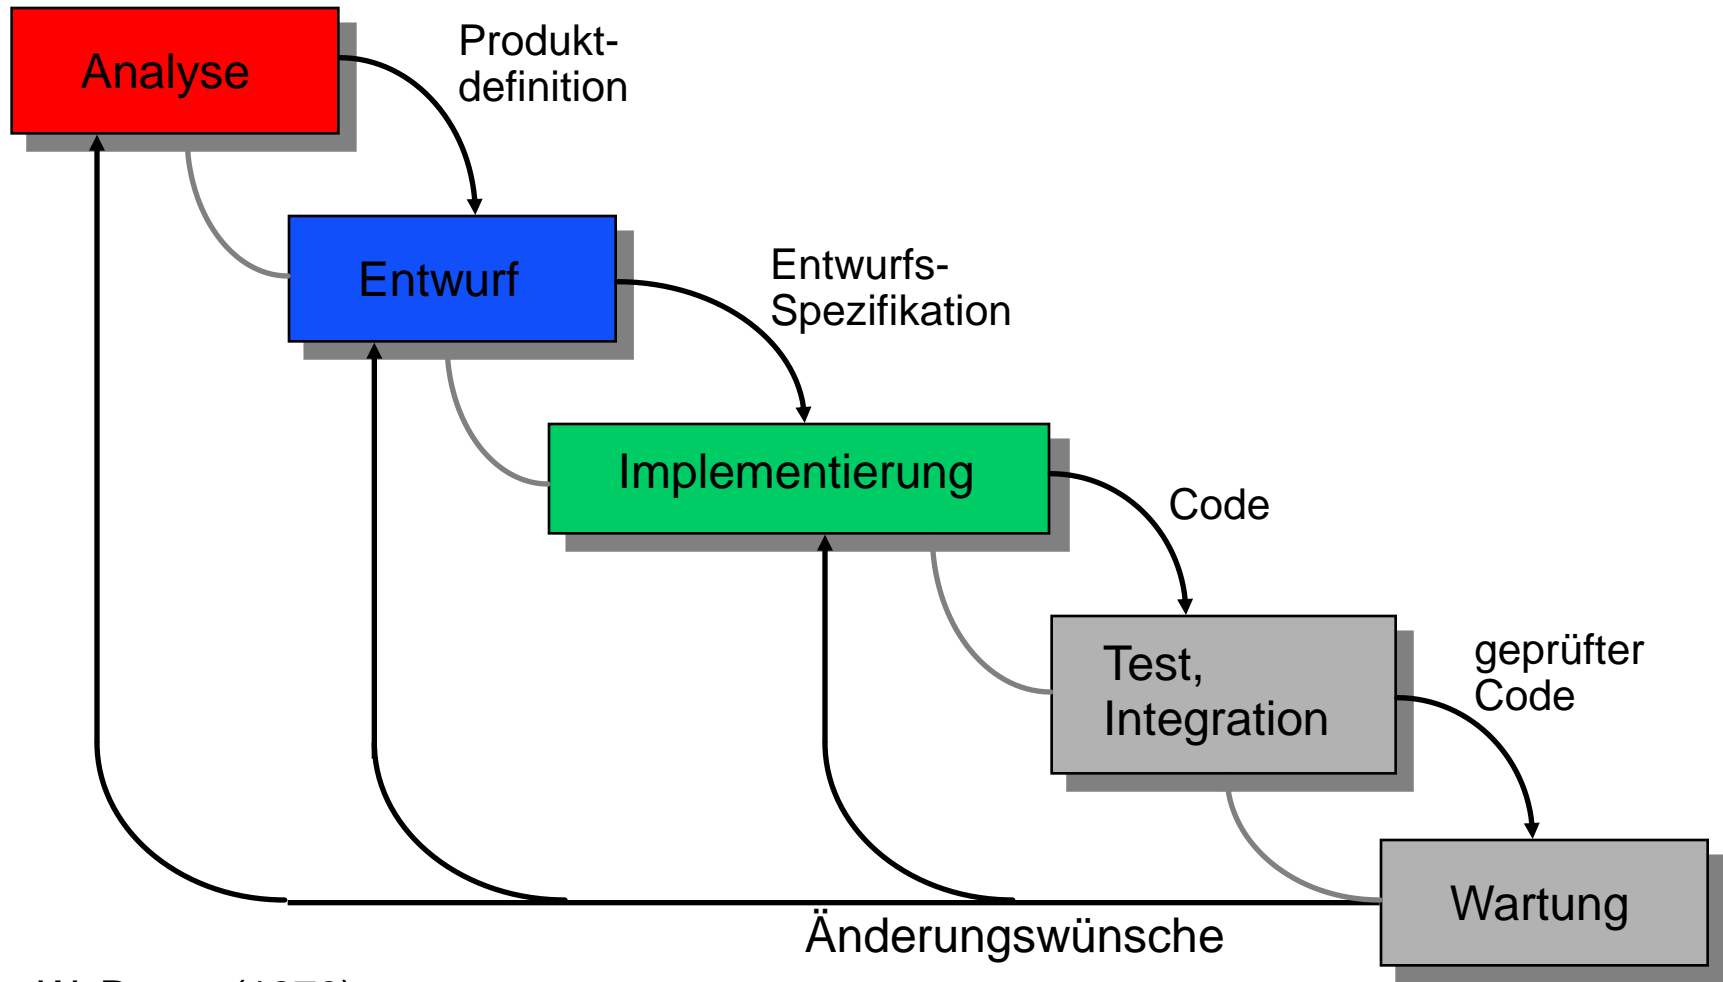 Analyse
Produkt-
definition
Entwurf
Entwurfs-
Spezifikation
Implementierung
Code
Test,
Integration
geprüfter
Code
Wartung
Änderungswünsche